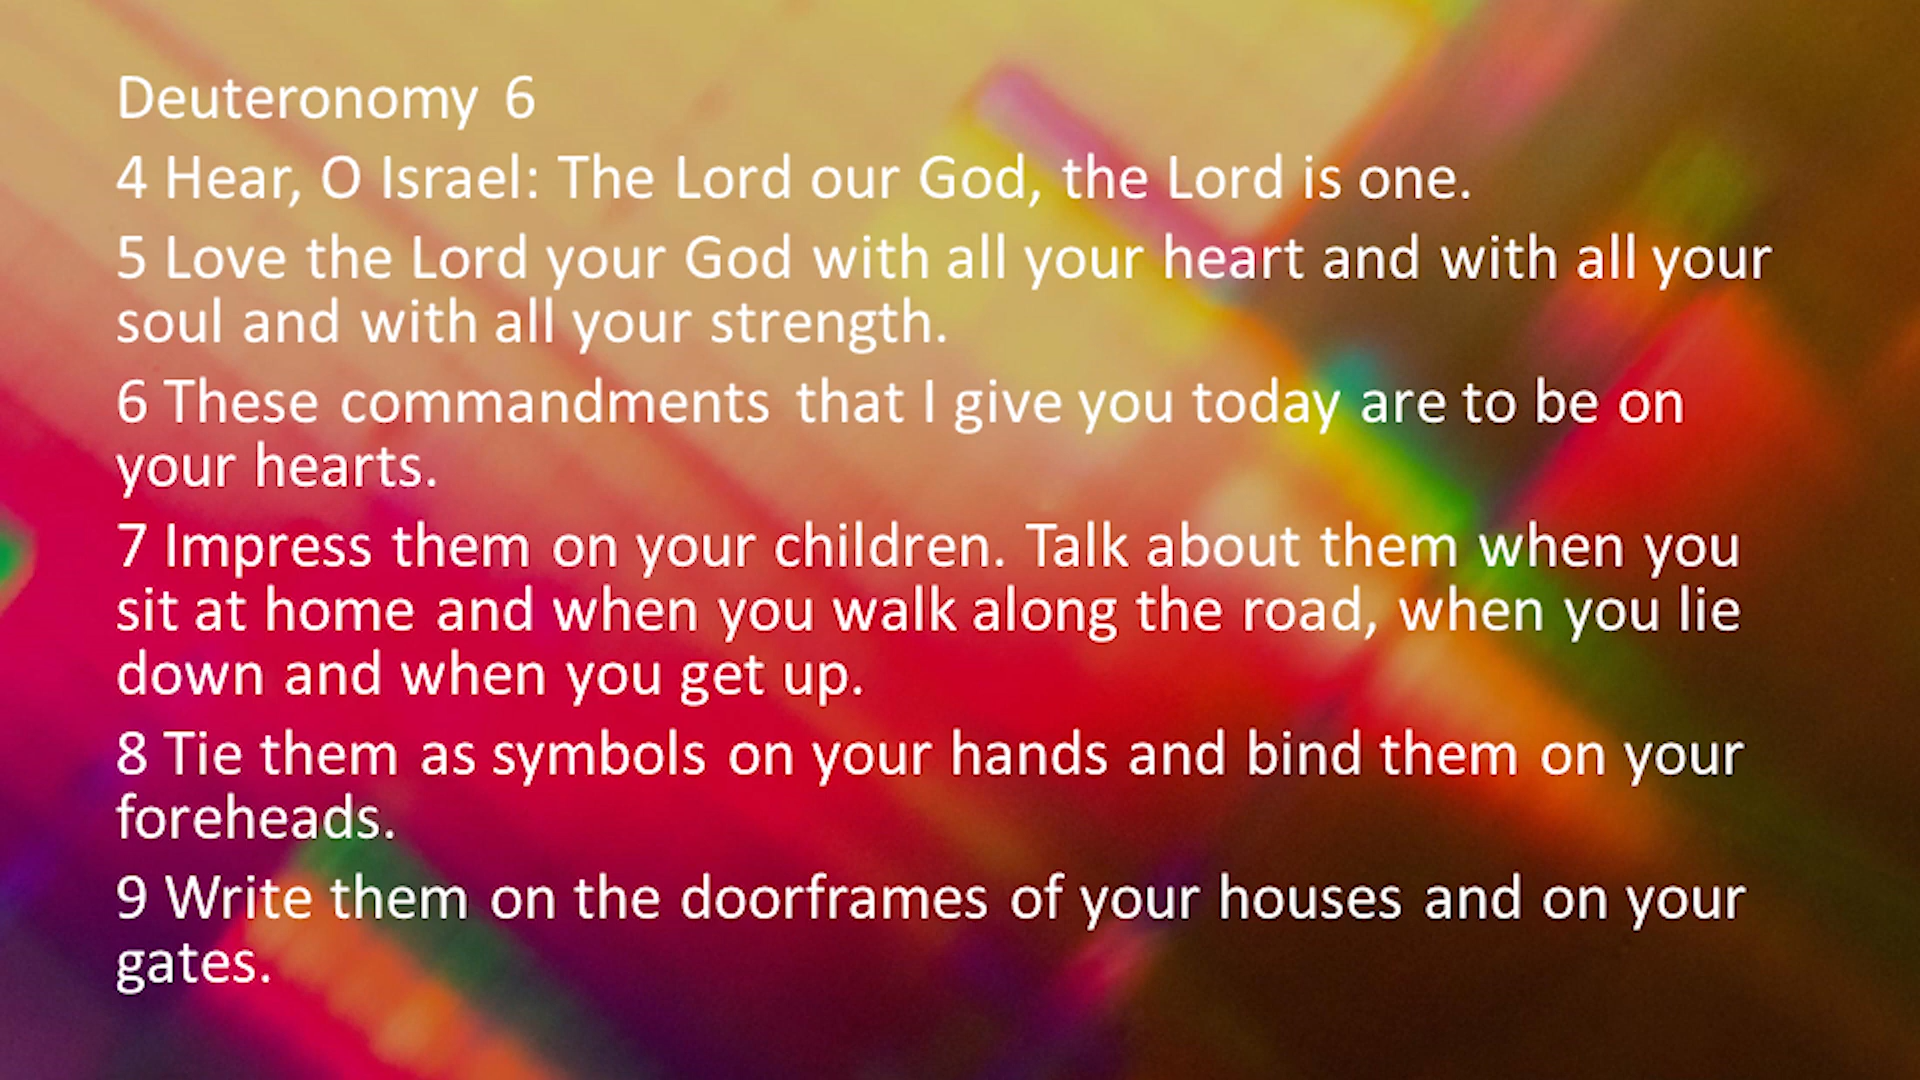 Deuteronomy 6
4 Hear, O Israel: The Lord our God, the Lord is one.
5 Love the Lord your God with all your heart and with all your
soul and with all your strength.
6 These commandments that I give you today are to be on
your hearts.
7 Impress them on your children. Talk about them when you
sit at home and when you walk along the road, when you lie
down and when you get up.
8 Tie them as symbols on your hands and bind them on your
foreheads.
9 Write them on the doorframes of your houses and on your
gates.